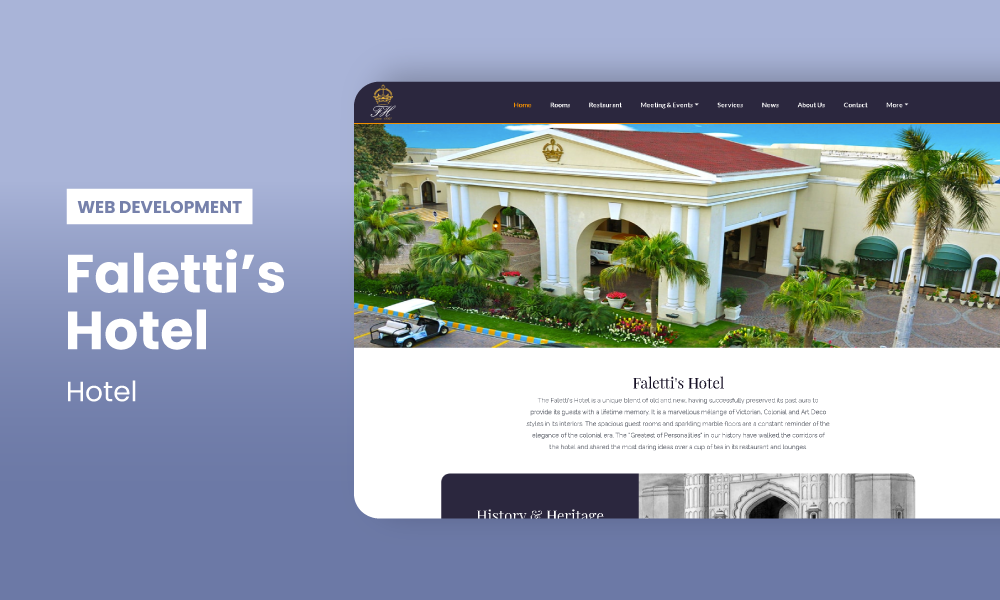 WEB DEVELOPMENT
Faletti’s
Hotel
Hotel
FH
Home Rooms Restaurant Meeting & Events Services News About Us Contact More
Faletti's Hotel
The Faletti's Hotel is a unique blend of old and new, having successfully preserved its past aura to
provide its guests with a lifetime memory. It is a marvellous mélange of Victorian, Colonial and Art Deco
styles in its interiors. The spacious guest rooms and sparkling marble floors are a constant reminder of the
elegance of the colonial era. The "Greatest of Personalities" in our history have walked the corridors of
the hotel and shared the most daring ideas over a cup of tea in its restaurant and lounges
History & Heritage